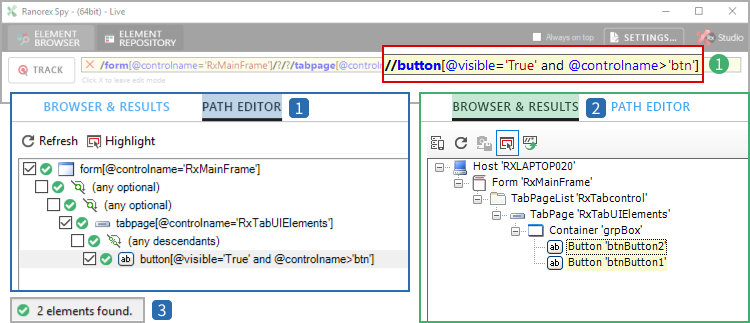 Ranorex Spy - (64bit) - Live
ELEMENT BROWSER
ELEMENT REPOSITORY
Always on top
SETTINGS...
Studio
TRACK
/form[@controlname='RxMainFrame']/?/?/tabpage[@control
//button[@visible='True' and @controlname>'btn']
1
Click X to leave edit mode
BROWSER & RESULTS
PATH EDITOR
1
Refresh
Highlight
form[@controlname='RxMainFrame']
(any optional)
(any optional)
tabpage[@controlname='RxTabUIElements']
(any descendants)
ab
button[@visible='True' and @controlname>'btn']
2 elements found.
3
BROWSER & RESULTS
2
PATH EDITOR
Host 'RXLAPTOP020'
Form 'RxMainFrame'
TabPageList 'RxTabcontrol'
TabPage 'RxTabUIElements'
Container 'grpBox'
ab Button 'btnButton2'
ab Button 'btnButton1'